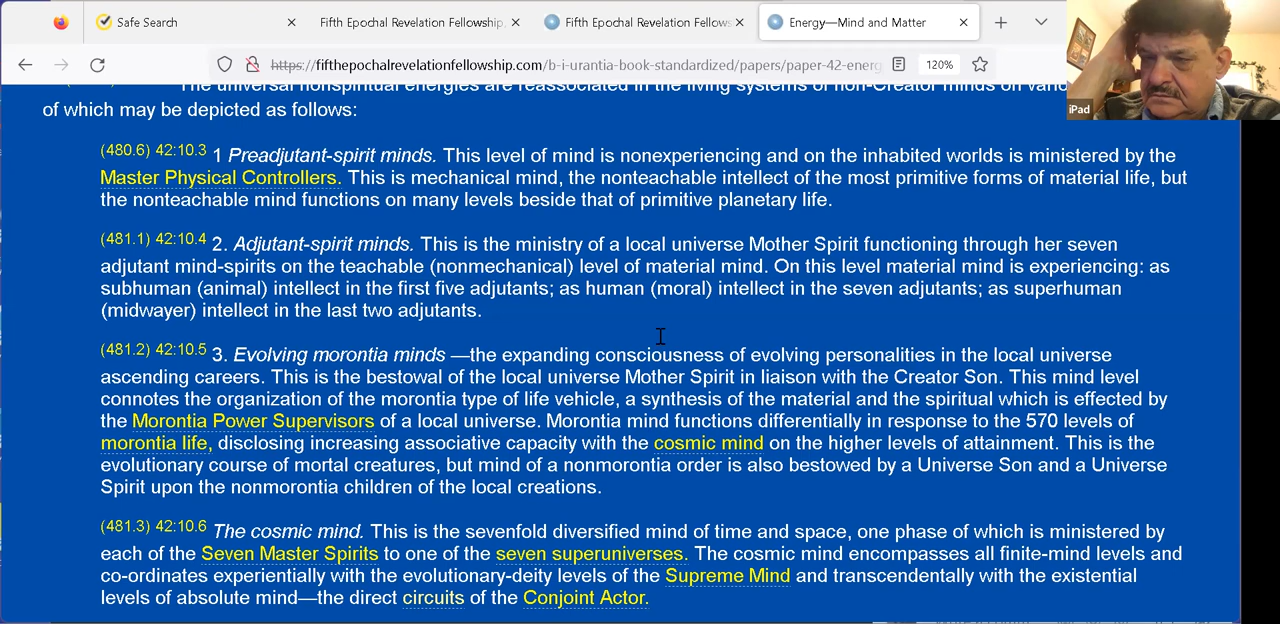 Safe Search
Fifth Epochal Revelation Fellowship
Fifth Epochal Revelation Fellows
Energy—Mind and Matter
https://fifthepochalrevelationfellowship.com/b-i-urantia-book-standardized/papers/paper-42-energ
120%
iPad
The universal nonspiritual energies are reassociated in the living systems of non-Creator minds on
of which may be depicted as follows:
(480.6) 42:10.3 1 Preadjutant-spirit minds. This level of mind is nonexperiencing and on the inhabited worlds is ministered by the
Master Physical Controllers. This is mechanical mind, the nonteachable intellect of the most primitive forms of material life, but
the nonteachable mind functions on many levels beside that of primitive planetary life.
(481.1) 42:10.4 2. Adjutant-spirit minds. This is the ministry of a local universe Mother Spirit functioning through her seven
adjutant mind-spirits on the teachable (nonmechanical) level of material mind. On this level material mind is experiencing: as
subhuman (animal) intellect in the first five adjutants; as human (moral) intellect in the seven adjutants; as superhuman
(midwayer) intellect in the last two adjutants.
(481.2) 42:10.5 3. Evolving morontia minds —the expanding consciousness of evolving personalities in the local universe
ascending careers. This is the bestowal of the local universe Mother Spirit in liaison with the Creator Son. This mind level
connotes the organization of the morontia type of life vehicle, a synthesis of the material and the spiritual which is effected by
the Morontia Power Supervisors of a local universe. Morontia mind functions differentially in response to the 570 levels of
morontia life, disclosing increasing associative capacity with the cosmic mind on the higher levels of attainment. This is the
evolutionary course of mortal creatures, but mind of a nonmorontia order is also bestowed by a Universe Son and a Universe
Spirit upon the nonmorontia children of the local creations.
(481.3) 42:10.6 The cosmic mind. This is the sevenfold diversified mind of time and space, one phase of which is ministered by
each of the Seven Master Spirits to one of the seven superuniverses. The cosmic mind encompasses all finite-mind levels and
co-ordinates experientially with the evolutionary-deity levels of the Supreme Mind and transcendentally with the existential
levels of absolute mind—the direct circuits of the Conjoint Actor.